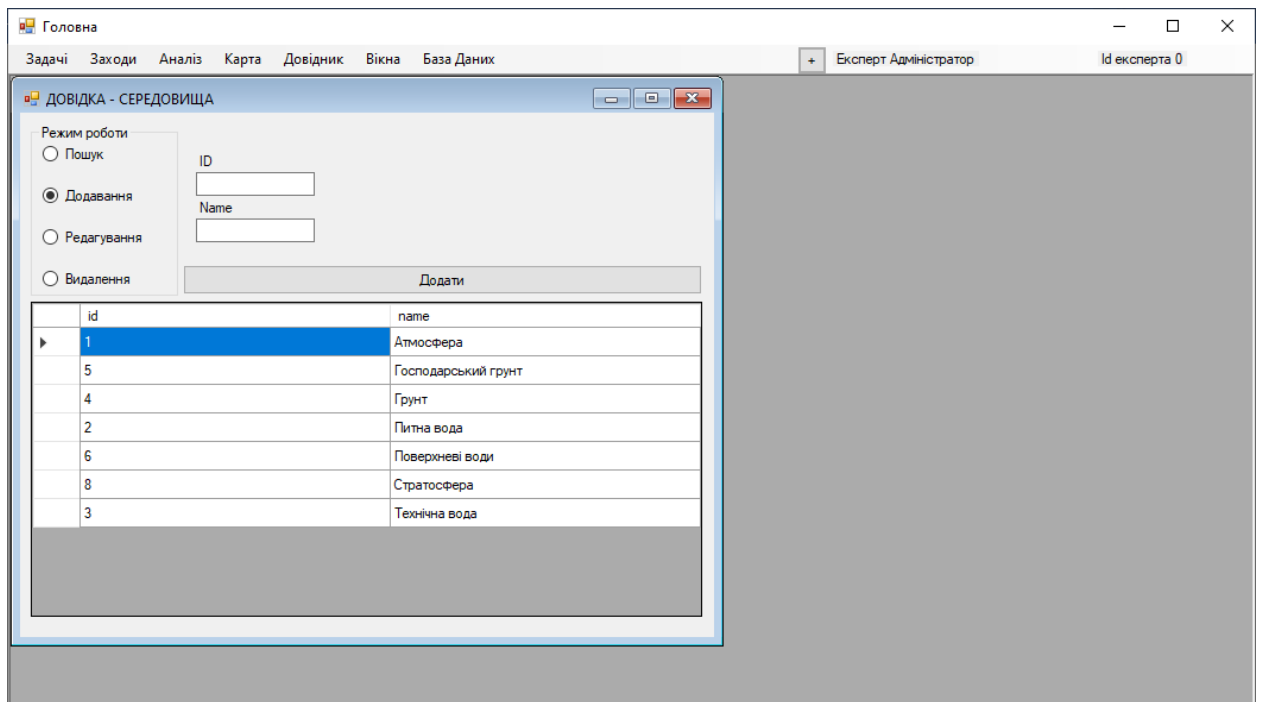 Головна
Задачі Заходи Аналіз Карта Довідник Вікна База Даних + Експерт Адміністратор Id експерта 0
ДОВІДКА - СЕРЕДОВИЩА
Режим роботи
Пошук
ID
Додавання
Name
Редагування
Видалення
Додати
id name
1 Атмосфера
5 Господарський грунт
4 Грунт
2 Питна вода
6 Поверхневі води
8 Стратосфера
3 Технічна вода